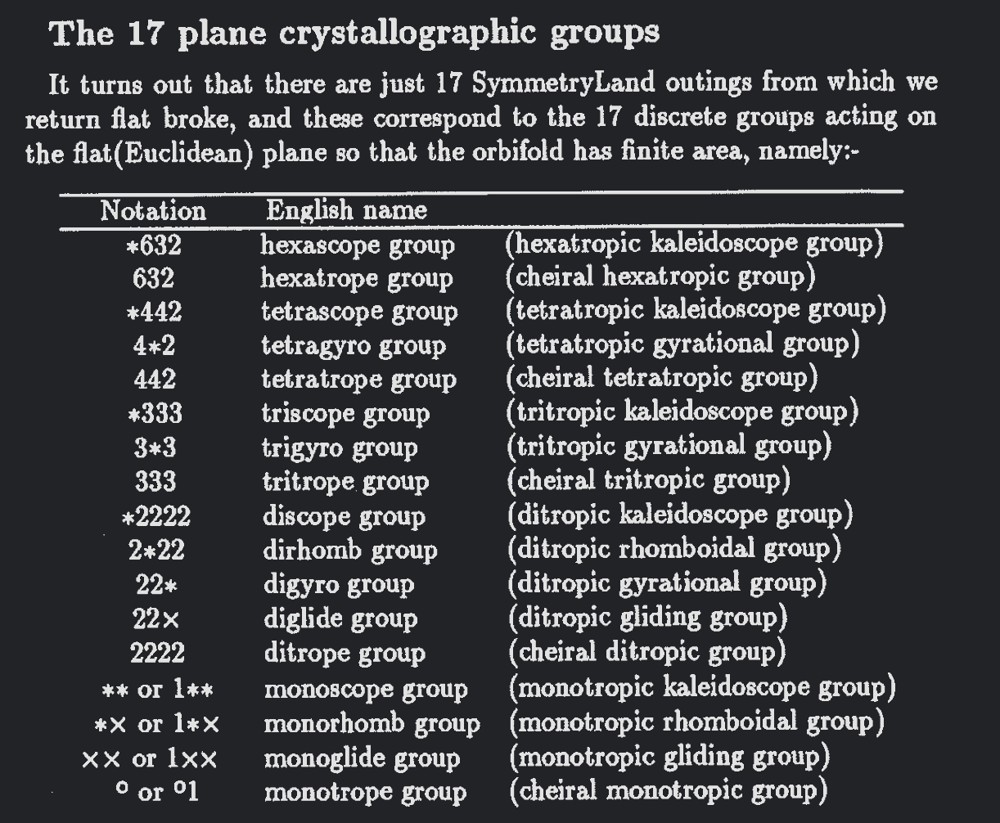 The 17 plane crystallographic groups
It turns out that there are just 17 SymmetryLand outings from which we
return flat broke, and these correspond to the 17 discrete groups acting on
the flat(Euclidean) plane so that the orbifold has finite area, namely:-
Notation English name
*632 hexascope group (hexatropic kaleidoscope group)
632 hexatrope group (cheiral hexatropic group)
*442 tetrascope group (tetratropic kaleidoscope group)
4*2 tetragyro group (tetratropic gyrational group)
442 tetratrope group (cheiral tetratropic group)
*333 triscope group (tritropic kaleidoscope group)
3*3 trigyro group (tritropic gyrational group)
333 tritrope group (cheiral tritropic group)
*2222 discope group (ditropic kaleidoscope group)
2*22 dirhomb group (ditropic rhomboidal group)
22* digyro group (ditropic gyrational group)
22× diglide group (ditropic gliding group)
2222 ditrope group (cheiral ditropic group)
** or 1** monoscope group (monotropic kaleidoscope group)
*× or 1*× monorhomb group (monotropic rhomboidal group)
×× or 1×× monoglide group (monotropic gliding group)
° or °1 monotrope group (cheiral monotropic group)